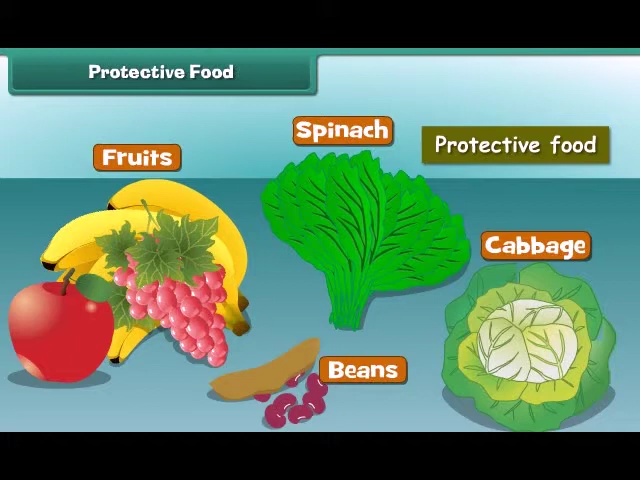 Protective Food
Spinach
Protective food
Fruits
Cabbage
Beans